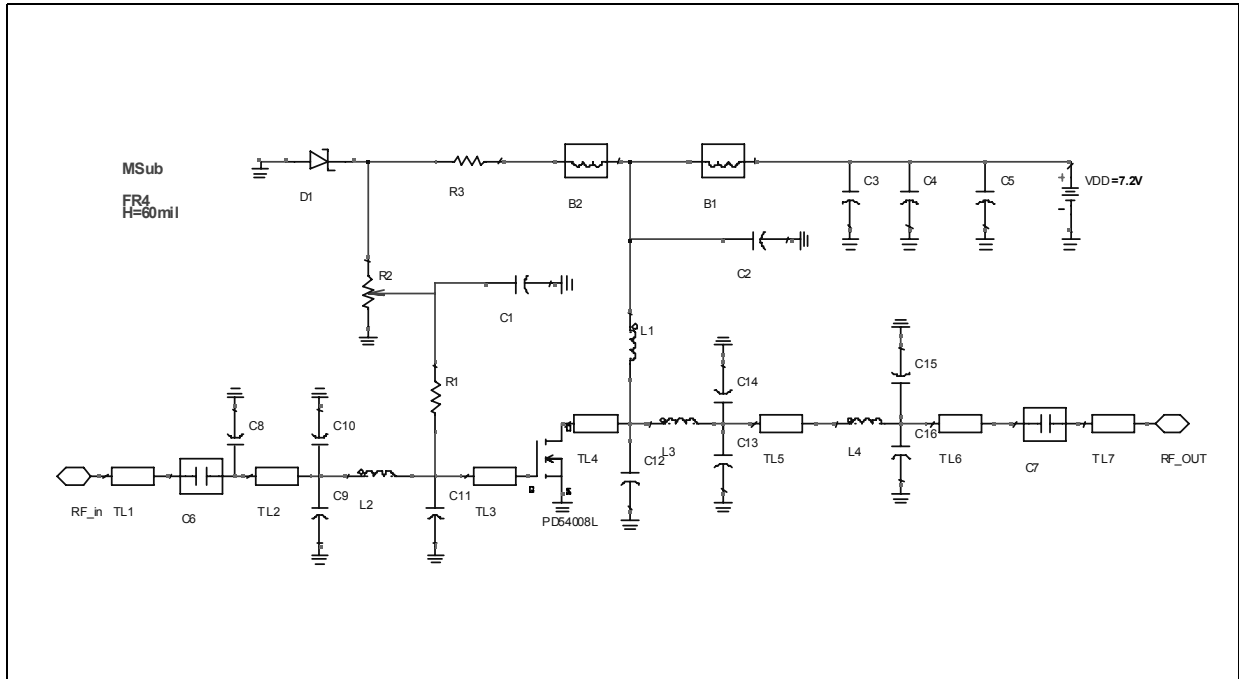 MSub
FR4
H=60mil
D1
R3
B2
B1
C3
C4
C5
+
VDD=7.2V
–
C2
R2
C1
L1
R1
C14
C15
C8
C10
TL4
C12
L3
C13
TL5
L4
C16
TL6
C7
TL7
RF_OUT
RF_in
TL1
C6
TL2
C9
L2
C11
TL3
PD54008L